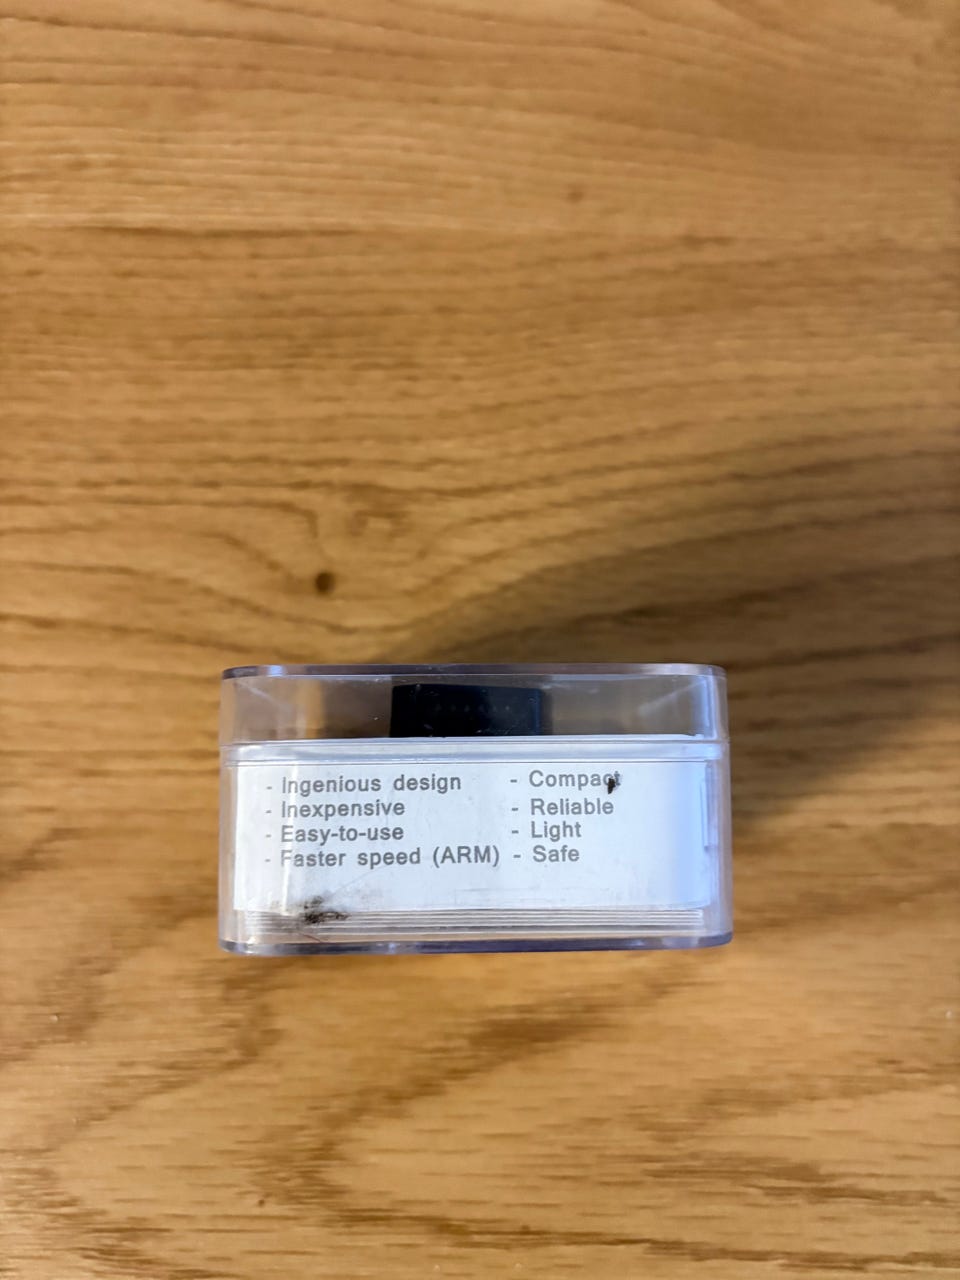 - Ingenious design - Compact
- Inexpensive - Reliable
- Easy-to-use - Light
- Faster speed (ARM) - Safe